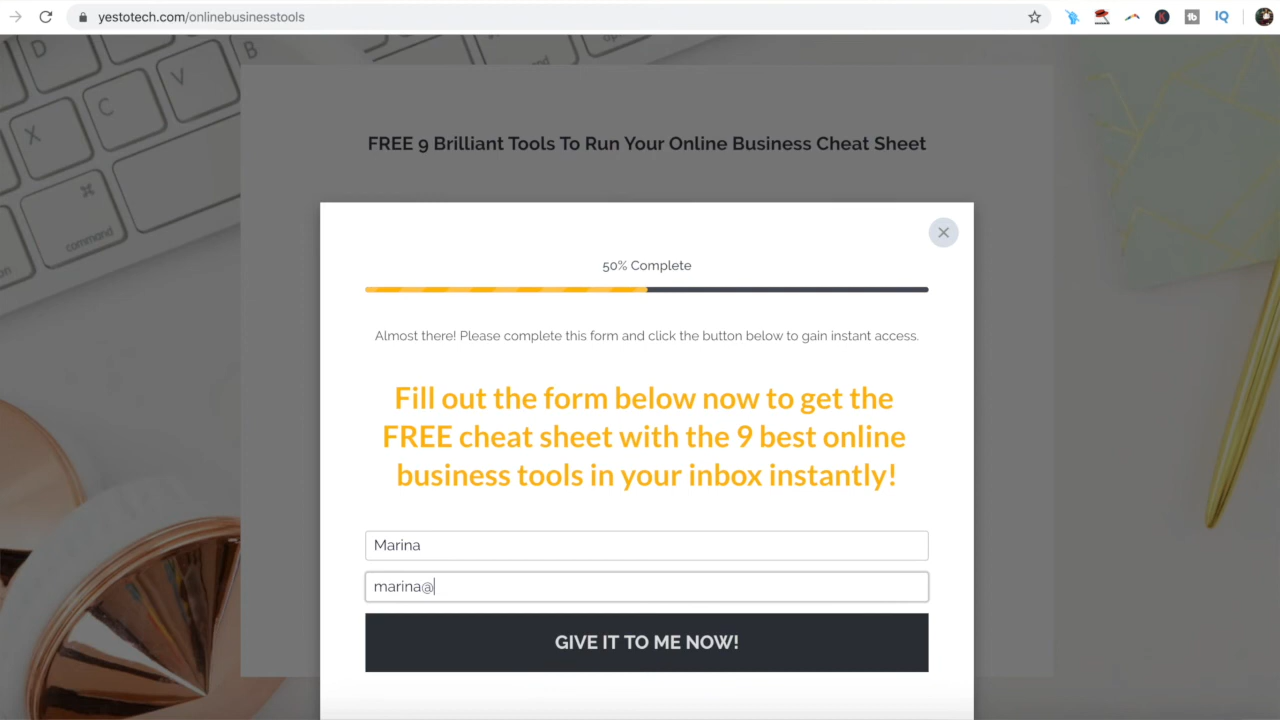 yestotech.com/onlinebusinesstools
tb
IQ
D
B
V
C
X
command
FREE 9 Brilliant Tools To Run Your Online Business Cheat Sheet
50% Complete
Almost there! Please complete this form and click the button below to gain instant access.
Fill out the form below now to get the
FREE cheat sheet with the 9 best online
business tools in your inbox instantly!
Marina
marina@
GIVE IT TO ME NOW!